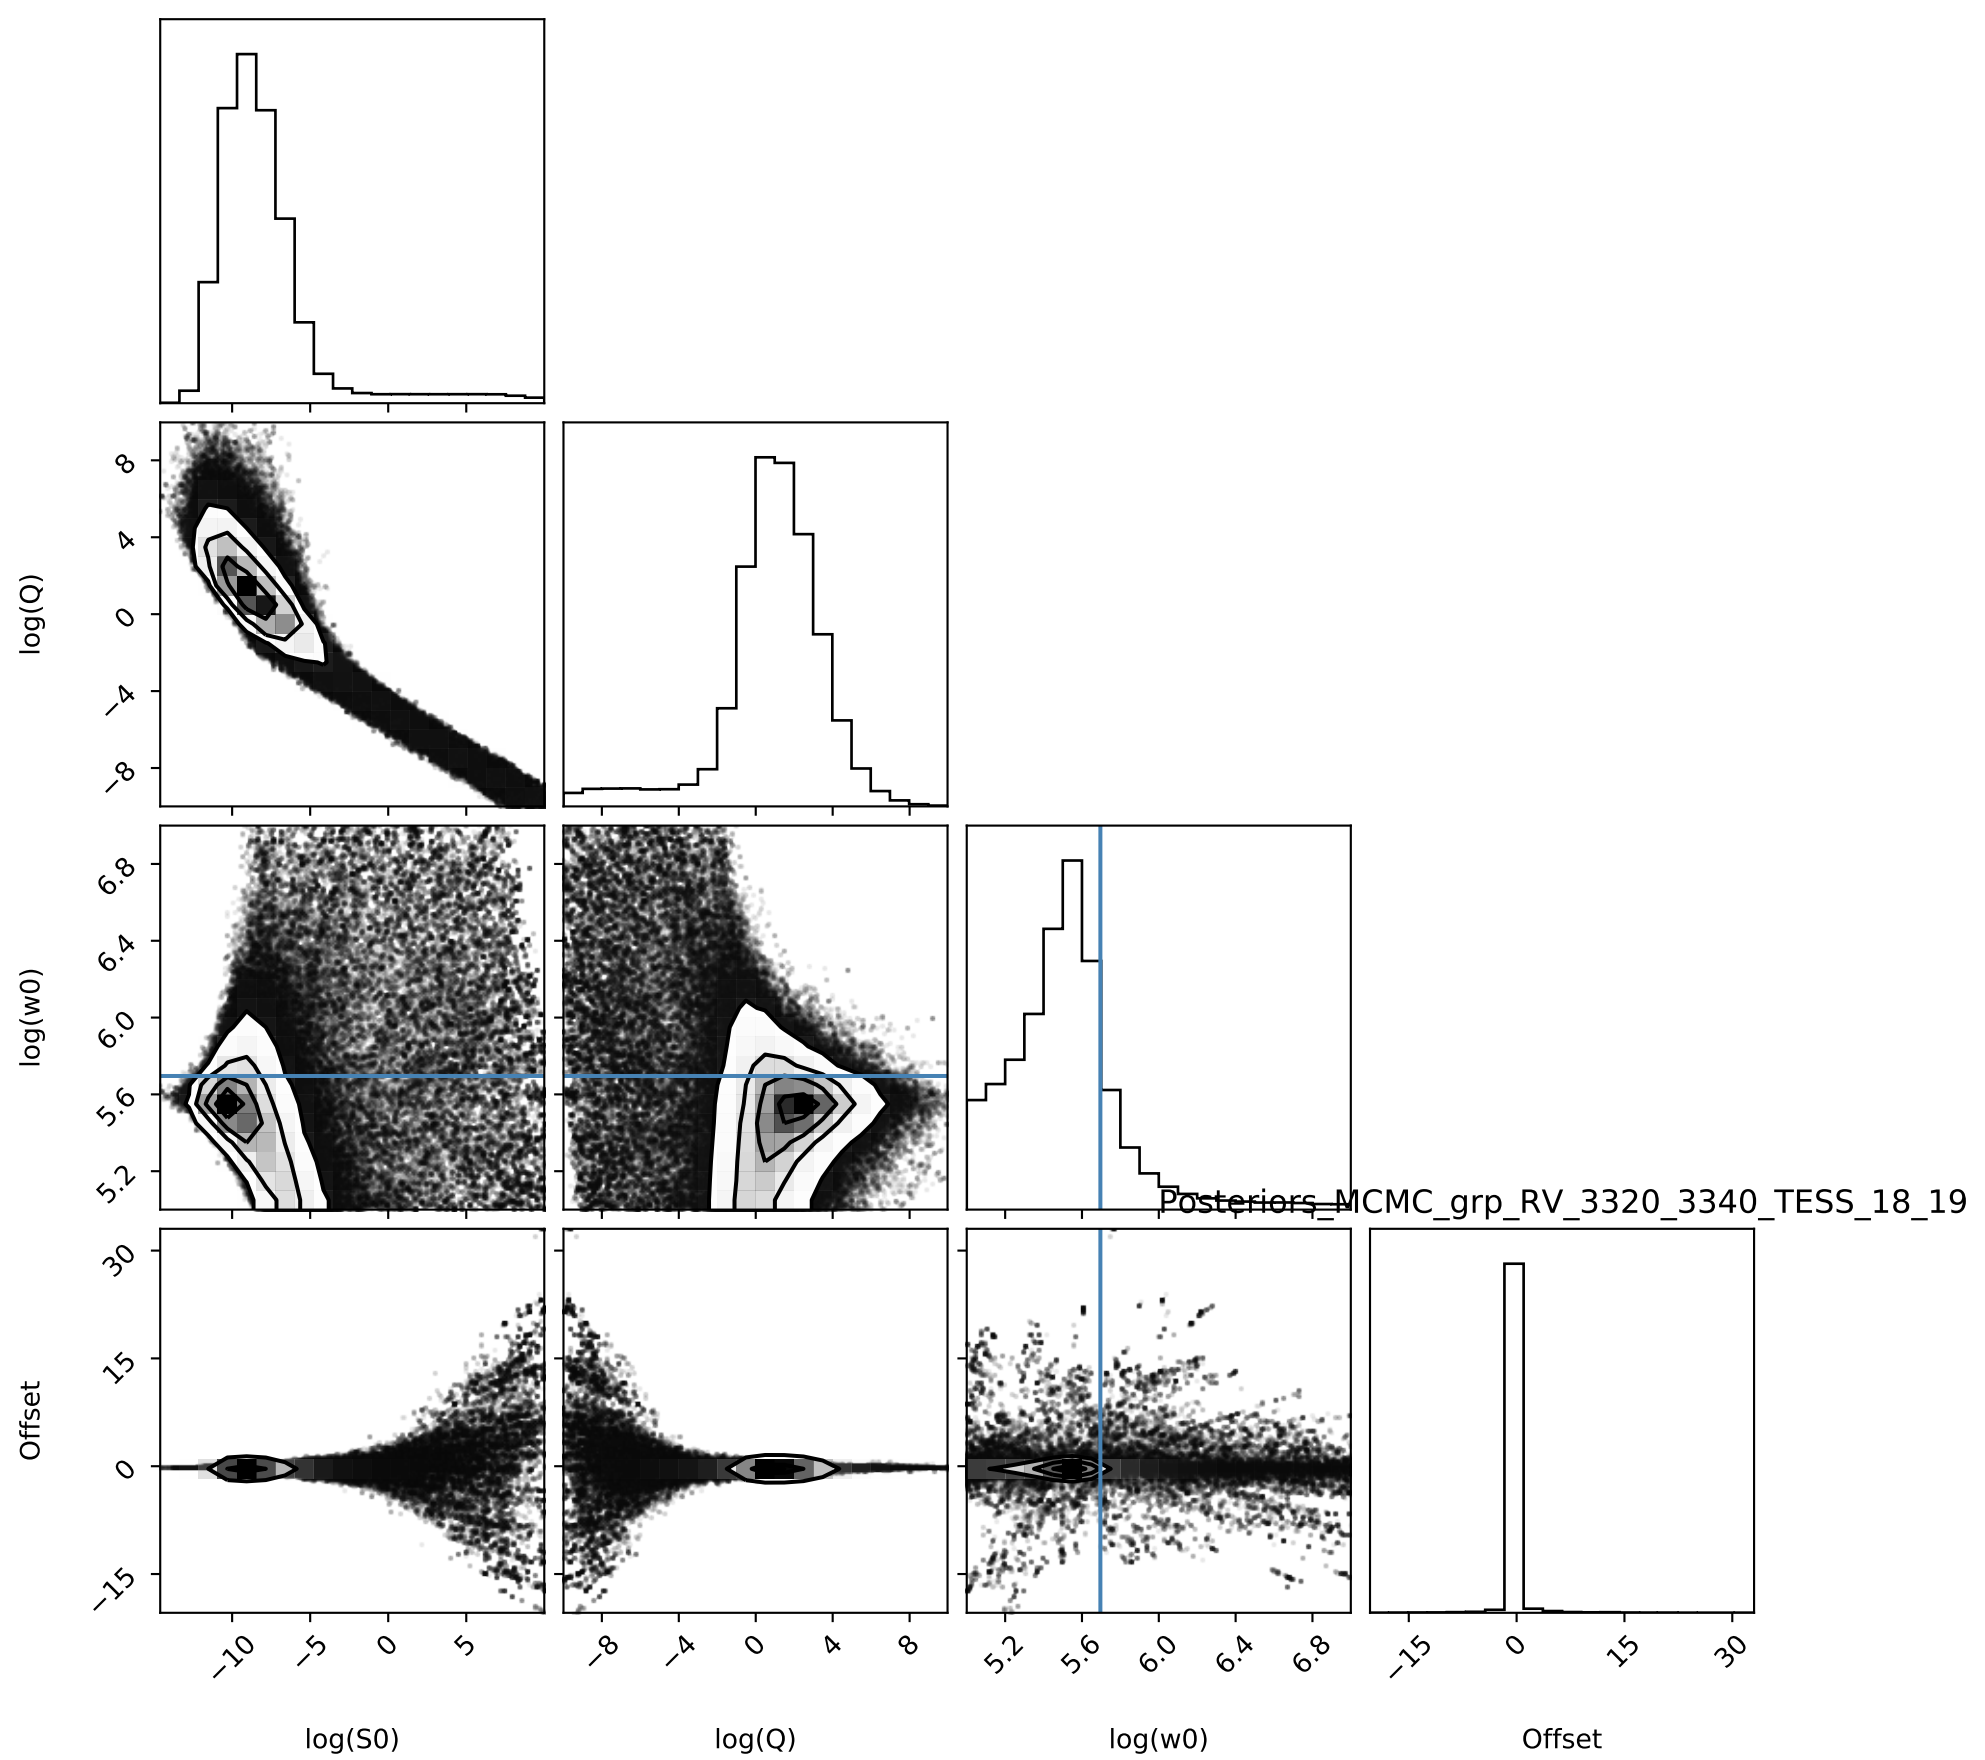 8
4
0
−4
−8
log(Q)
6.8
6.4
6.0
5.6
5.2
log(w0)
Posteriors_MCMC_grp_RV_3320_3340_TESS_18_19
30
15
0
−15
Offset
−10 −5 0 5
−8 −4 0 4 8
5.2 5.6 6.0 6.4 6.8
−15 0 15 30
log(S0) log(Q) log(w0) Offset